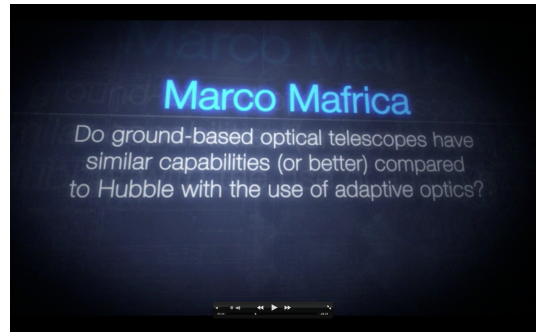 Marco Mafrica
Do ground-based optical telescopes have
similar capabilities (or better) compared
to Hubble with the use of adaptive optics?